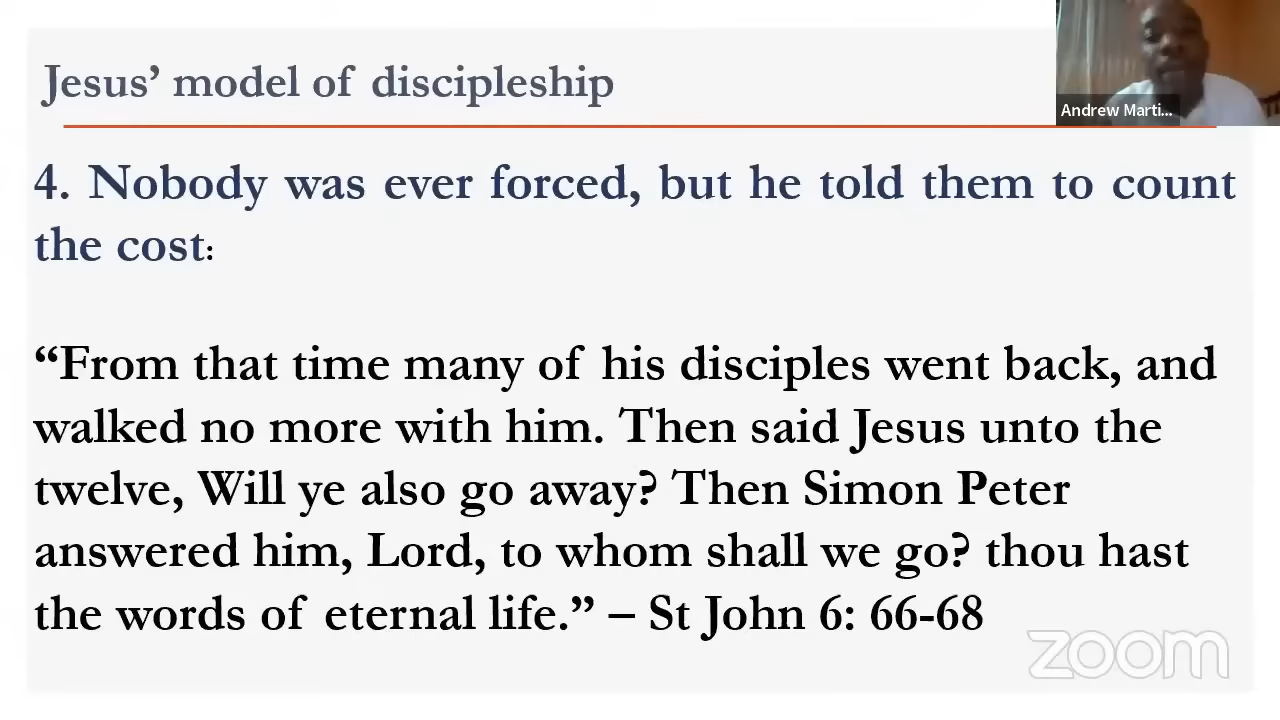 Jesus’ model of discipleship
Andrew Marti...
4. Nobody was ever forced, but he told them to count
the cost:
“From that time many of his disciples went back, and
walked no more with him. Then said Jesus unto the
twelve, Will ye also go away? Then Simon Peter
answered him, Lord, to whom shall we go? thou hast
the words of eternal life.” – St John 6: 66-68
zoom